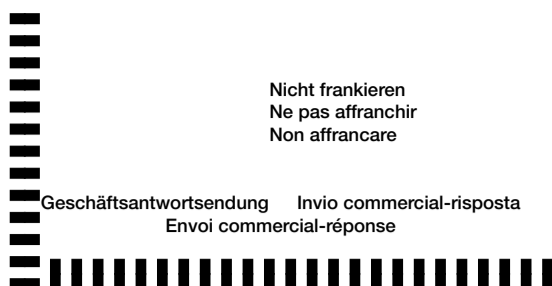 Nicht frankieren
Ne pas affranchir
Non affrancare
Geschäftsantwortsendung Invio commercial-risposta
Envoi commercial-réponse